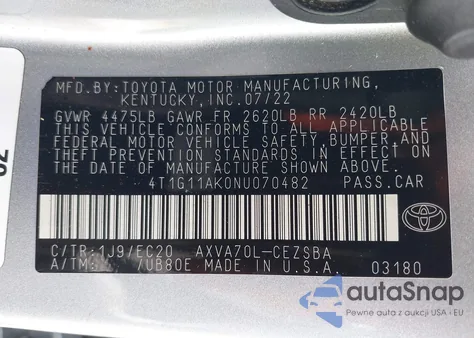 MFD.BY:TOYOTA MOTOR MANUFACTURING,
KENTUCKY,INC.07/22
GVWR 4475LB GAWR FR 2620LB RR 2420LB
THIS VEHICLE CONFORMS TO ALL APPLICABLE
FEDERAL MOTOR VEHICLE SAFETY, BUMPER,AND
THEFT PREVENTION STANDARDS IN EFFECT ON
THE DATE OF MANUFACTURE SHOWN ABOVE.
4T1G11AK0NU070482 PASS.CAR
TOYOTA
C/TR:1J9/EC20 AXVA70L-CEZSBA
A/TM: /UB80E MADE IN U.S.A. 03180
autoSnap
Pewne auta z aukcji USA - EU